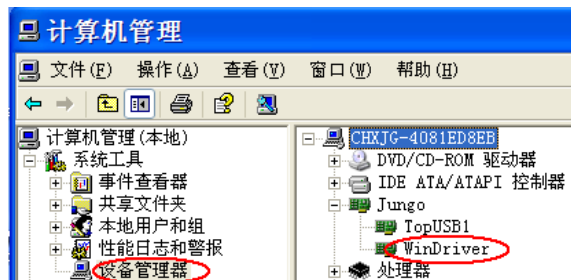 计算机管理
文件(F) 操作(A) 查看(V) 窗口(W) 帮助(H)
计算机管理(本地)
系统工具
事件查看器
共享文件夹
本地用户和组
性能日志和警报
设备管理器
CHXJG-4081ED8EB
DVD/CD-ROM 驱动器
IDE ATA/ATAPI 控制器
Jungo
TopUSB1
WinDriver
处理器